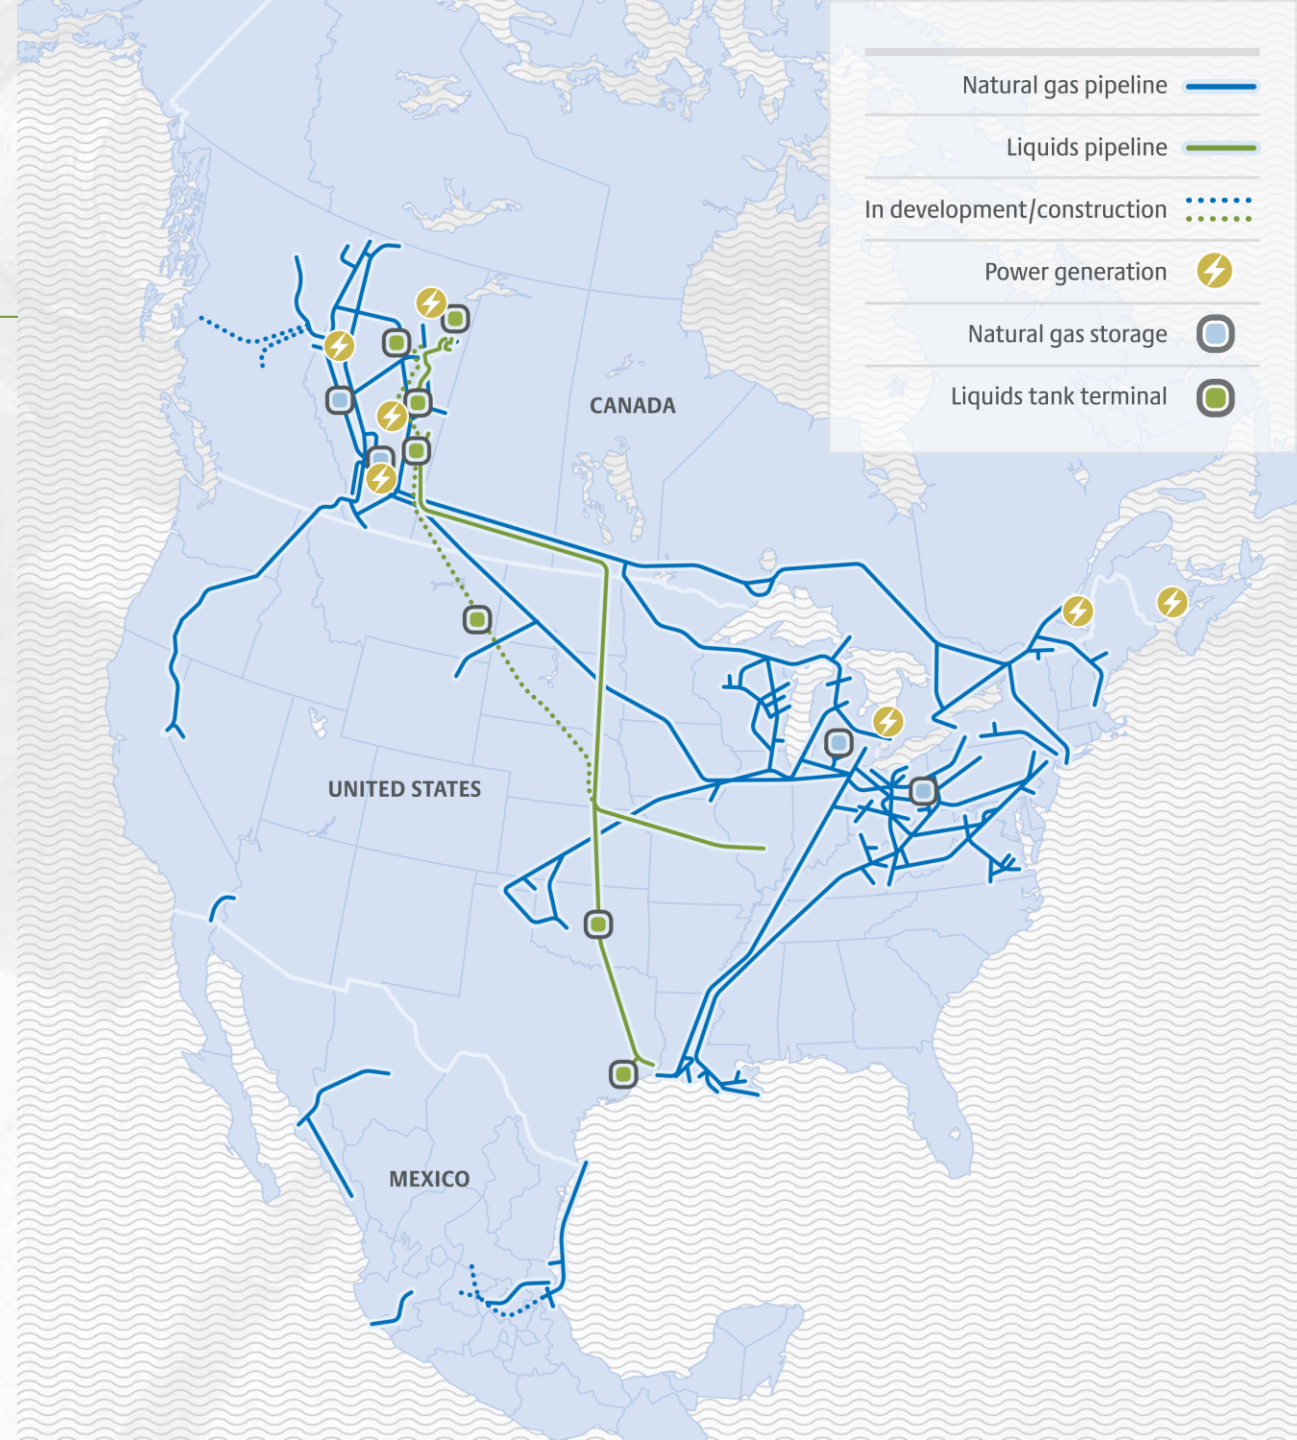 Natural gas pipeline
Liquids pipeline
In development/construction
Power generation
Natural gas storage
Liquids tank terminal
CANADA
UNITED STATES
MEXICO